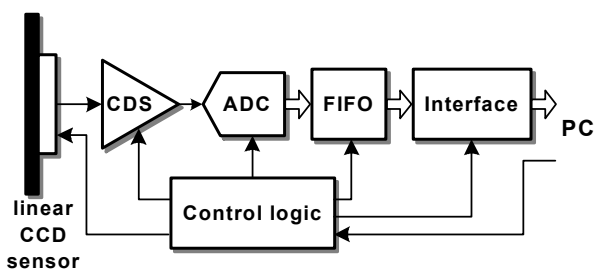 CDS
ADC
FIFO
Interface
PC
Control logic
linear
CCD
sensor